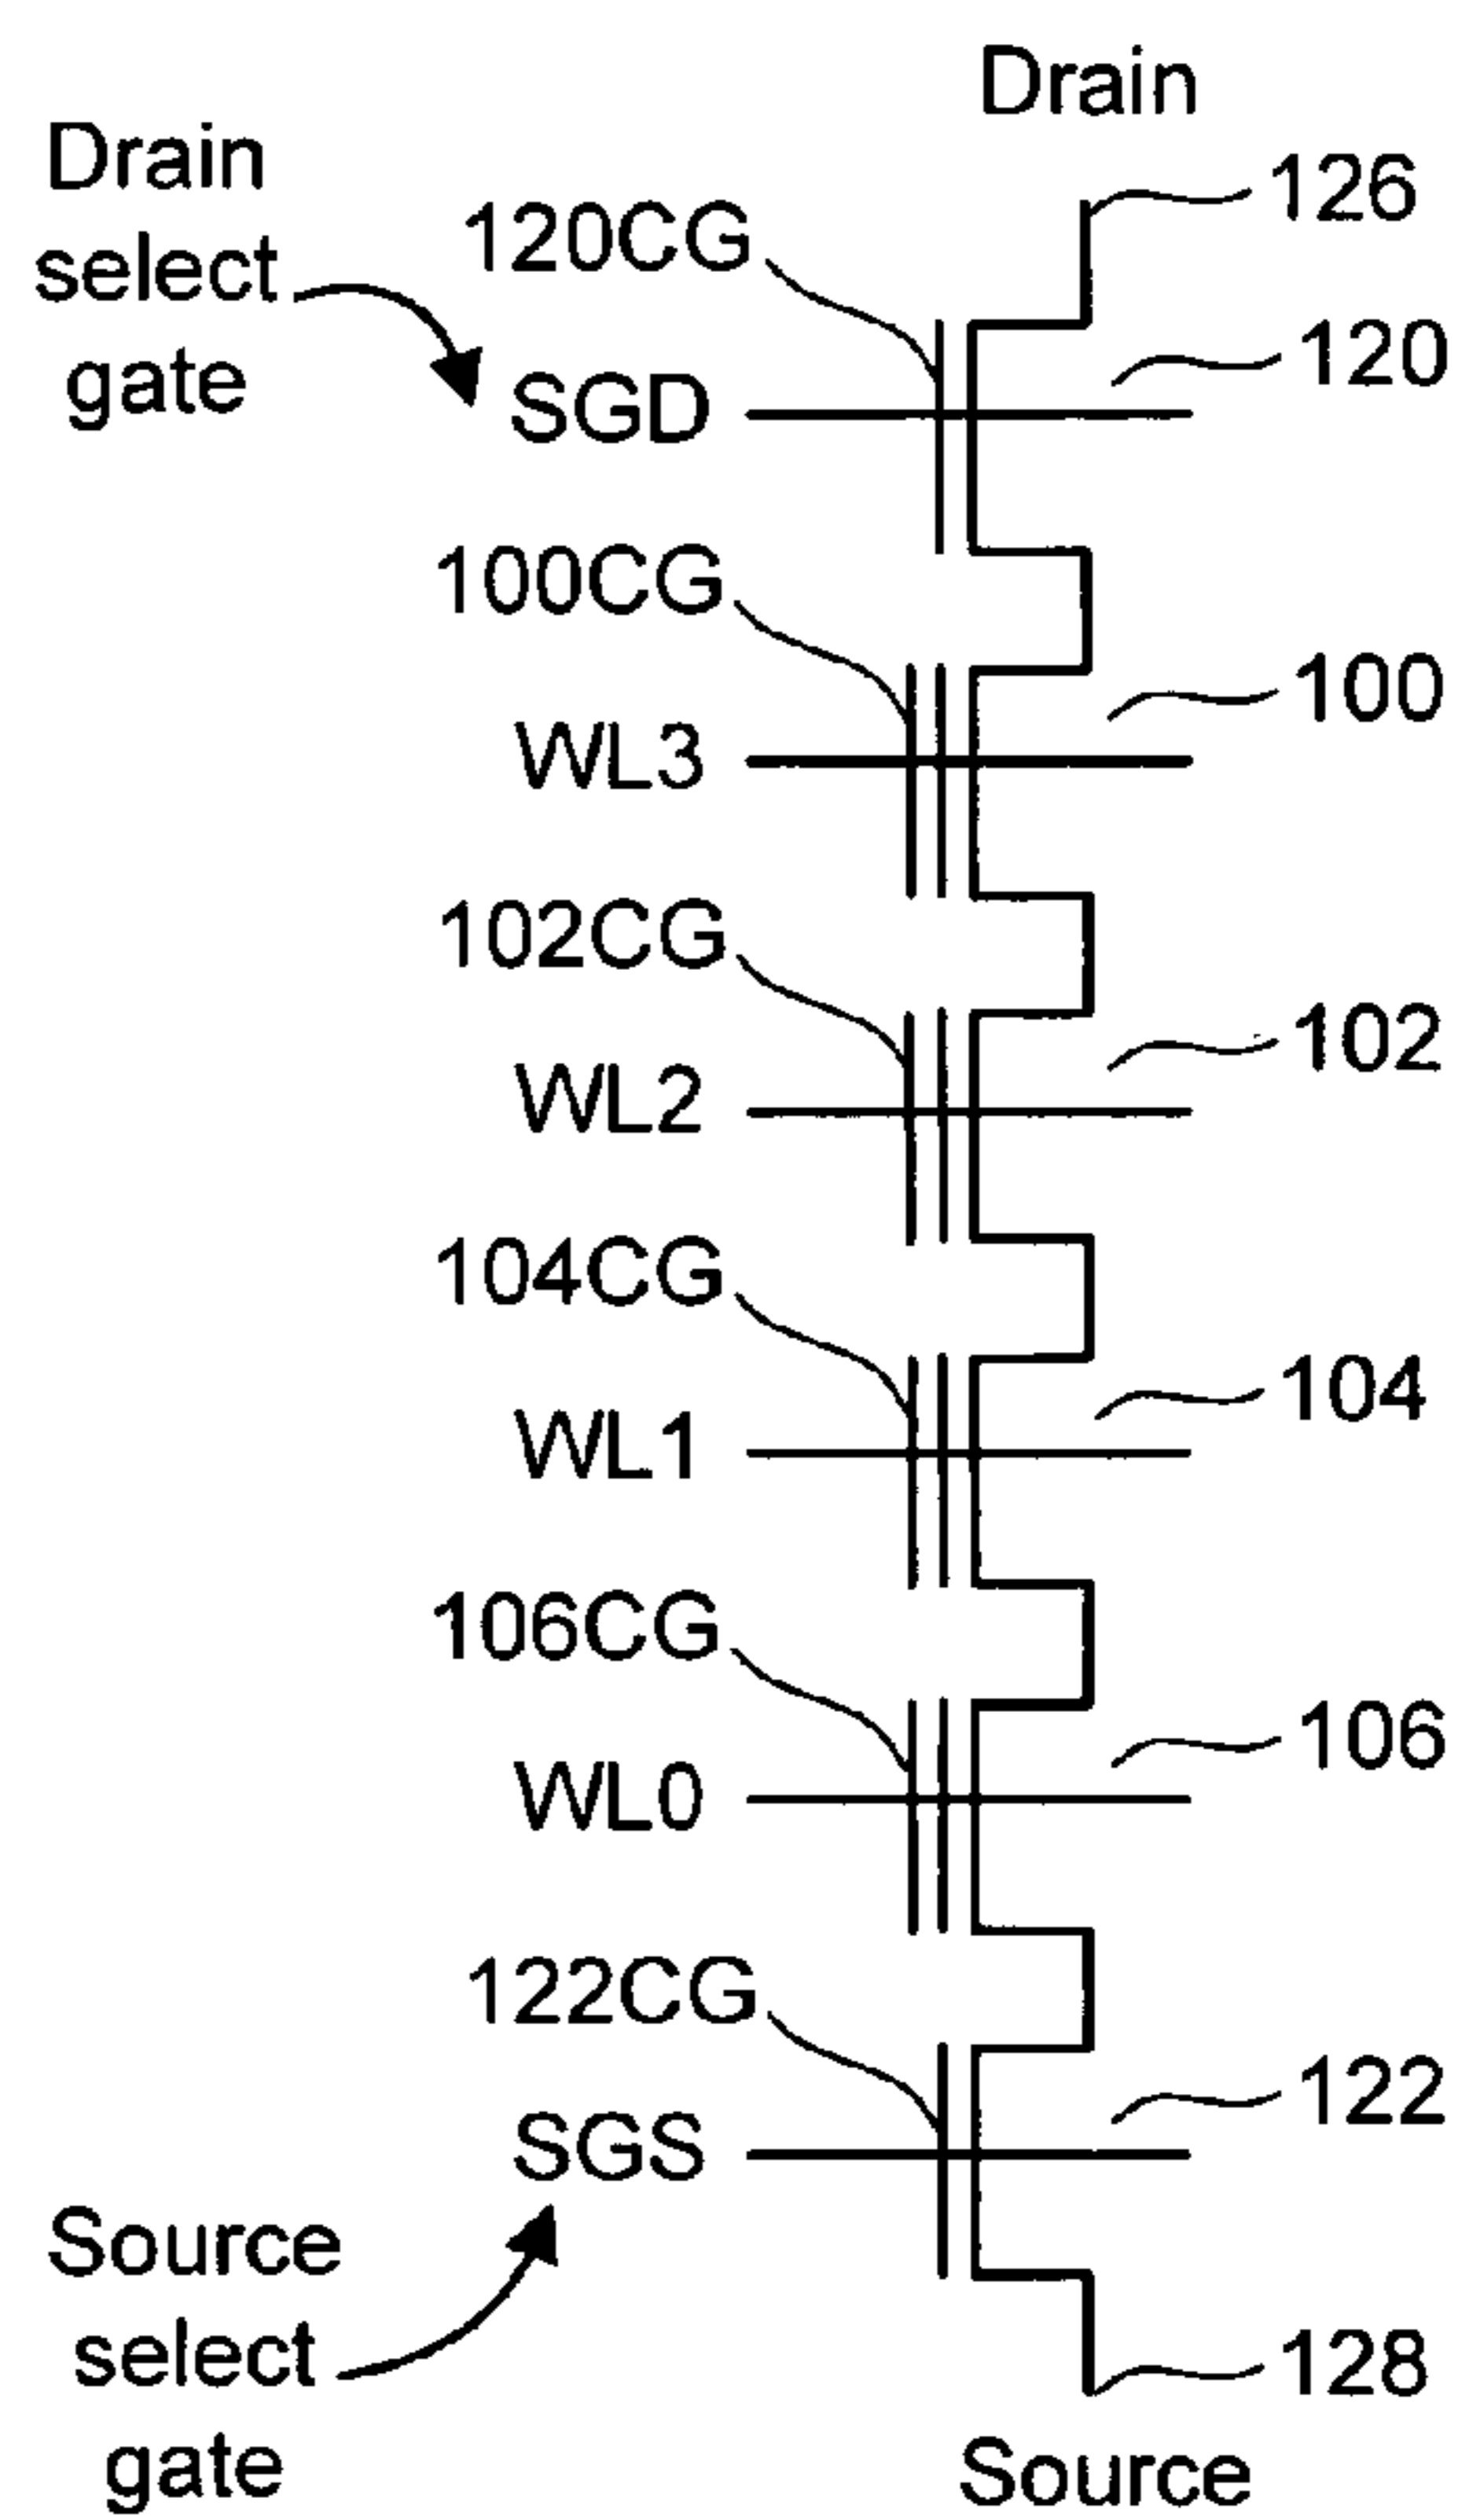 Drain
126
Drain
select
gate
120CG
120
SGD
100CG
100
WL3
102CG
102
WL2
104CG
104
WL1
106CG
106
WL0
122CG
122
SGS
Source
select
gate
128
Source